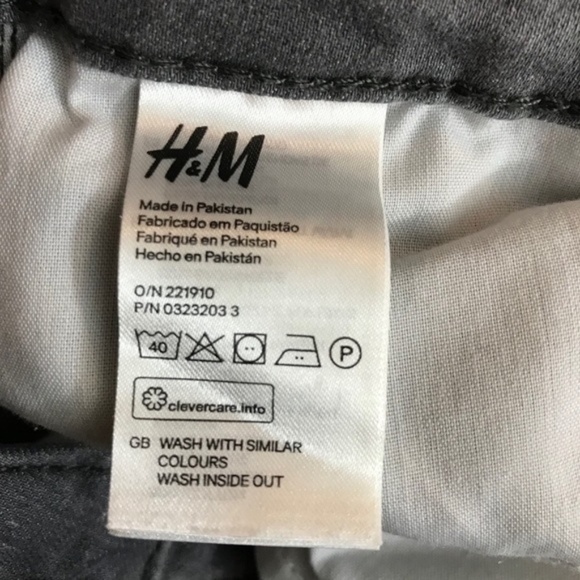 H&M
Made in Pakistan
Fabricado em Paquistão
Fabriqué en Pakistan
Hecho en Pakistán
O/N 221910
P/N 0323203 3
40 P
clevercare.info
GB WASH WITH SIMILAR
COLOURS
WASH INSIDE OUT